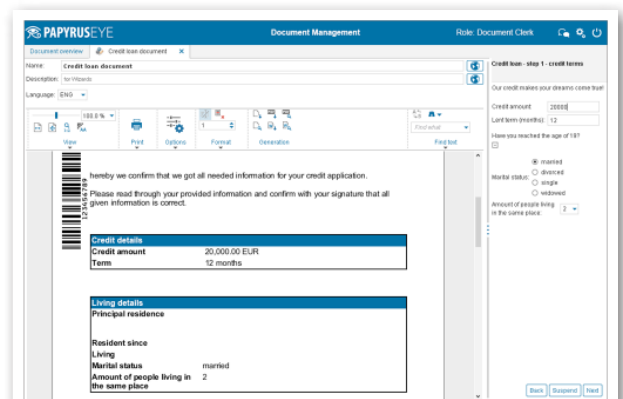 PAPYRUSEYE
Document Management
Role: Document Clerk
Document overview
Credit loan document
×
Name:
Credit loan document
Description:
for Wizards
Language:
ENG
100.0 %
1
Find what
View
Print
Options
Format
Generation
Find text
123456789
hereby we confirm that we got all needed information for your credit application.
Please read through your provided information and confirm with your signature that all
given information is correct.
Credit details
Credit amount 20,000.00 EUR
Term 12 months
Living details
Principal residence
Resident since
Living
Marital status married
Amount of people living in 2
the same place
Credit loan - step 1 - credit terms
Our credit makes your dreams come true!
Credit amount: 20000
Lent term (months): 12
Have you reached the age of 18?
Marital status:
married
divorced
single
widowed
Amount of people living
in the same place: 2
Back
Suspend
Next